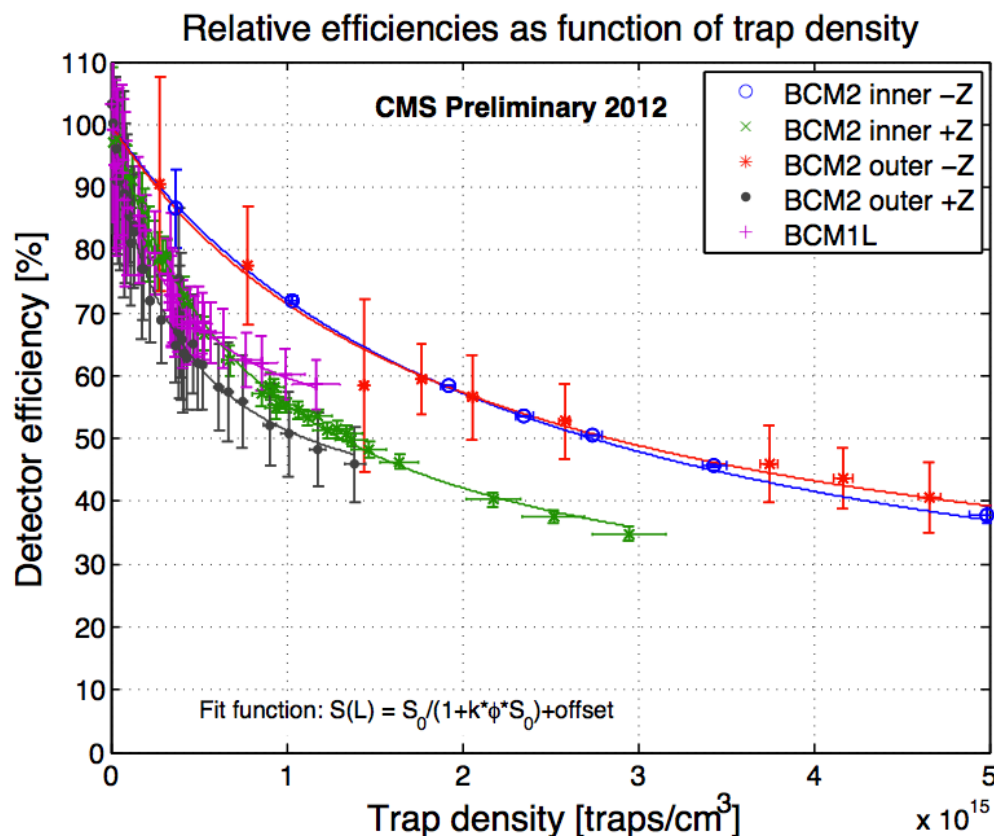 Relative efficiencies as function of trap density
CMS Preliminary 2012
BCM2 inner −Z
BCM2 inner +Z
BCM2 outer −Z
BCM2 outer +Z
BCM1L
Detector efficiency [%]
110
100
90
80
70
60
50
40
30
20
10
0
Fit function: S(L) = S₀/(1+k*ϕ*S₀)+offset
0 1 2 3 4 5
Trap density [traps/cm³]
x 10¹⁵